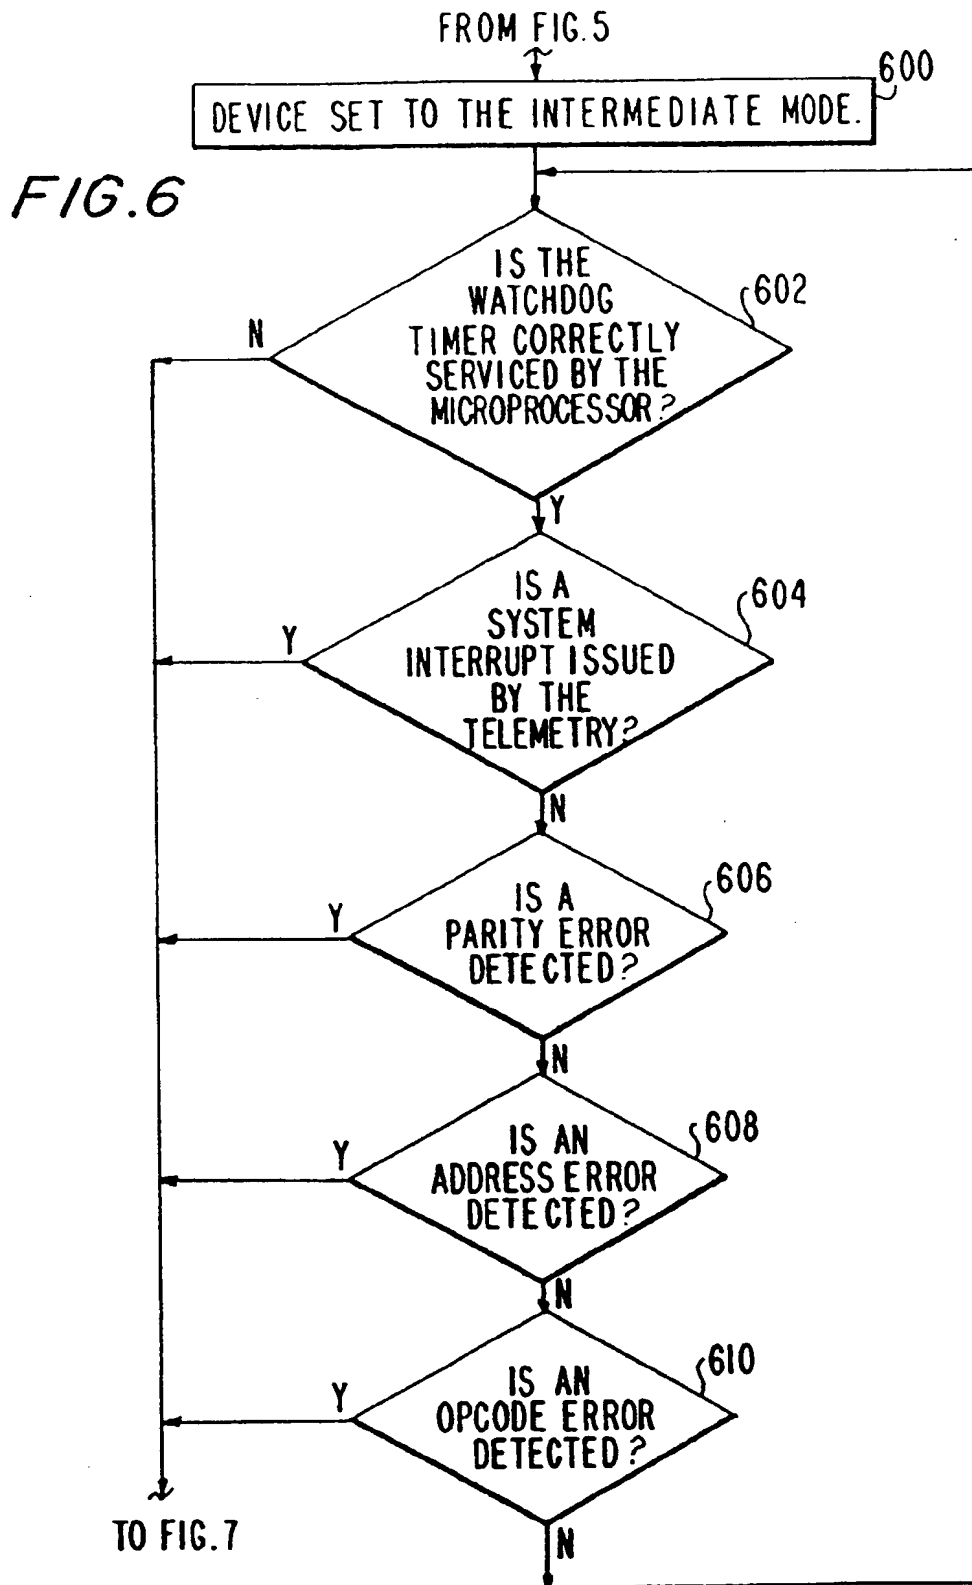 FROM FIG.5
600
DEVICE SET TO THE INTERMEDIATE MODE.
FIG.6
IS THE
WATCHDOG
TIMER CORRECTLY
SERVICED BY THE
MICROPROCESSOR?
602
N
Y
IS A
SYSTEM
INTERRUPT ISSUED
BY THE
TELEMETRY?
604
Y
N
IS A
PARITY ERROR
DETECTED?
606
Y
N
IS AN
ADDRESS ERROR
DETECTED?
608
Y
N
IS AN
OPCODE ERROR
DETECTED?
610
Y
N
TO FIG.7